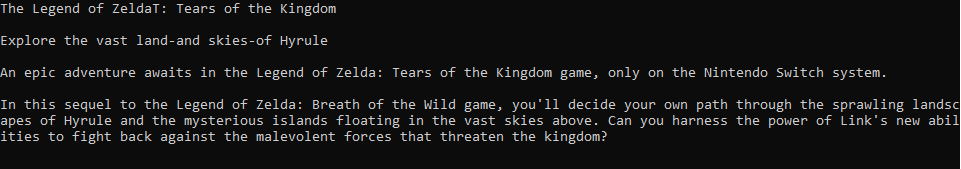 The Legend of ZeldaT: Tears of the Kingdom
Explore the vast land-and skies-of Hyrule
An epic adventure awaits in the Legend of Zelda: Tears of the Kingdom game, only on the Nintendo Switch system.
In this sequel to the Legend of Zelda: Breath of the Wild game, you'll decide your own path through the sprawling landsc
apes of Hyrule and the mysterious islands floating in the vast skies above. Can you harness the power of Link's new abil
ities to fight back against the malevolent forces that threaten the kingdom?